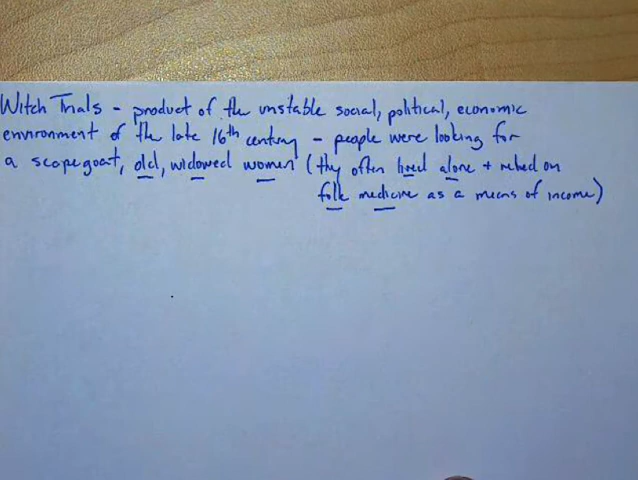 Witch Trials - product of the unstable social, political, economic
environment of the late 16th century - people were looking for
a scapegoat, old, widowed women (they often lived alone + relied on
folk medicine as a means of income)